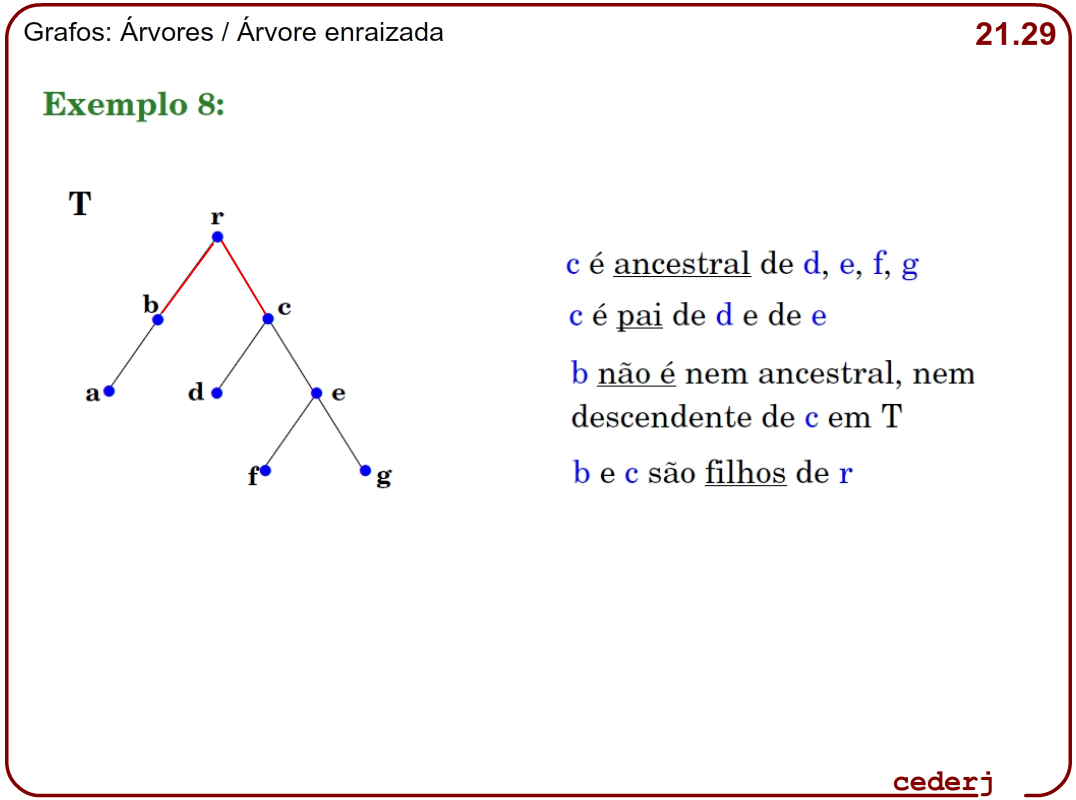 Grafos: Árvores / Árvore enraizada
21.29
Exemplo 8:
T
r
b
c
a
d
e
f
g
c é ancestral de d, e, f, g
c é pai de d e de e
b não é nem ancestral, nem
descendente de c em T
b e c são filhos de r
cederj